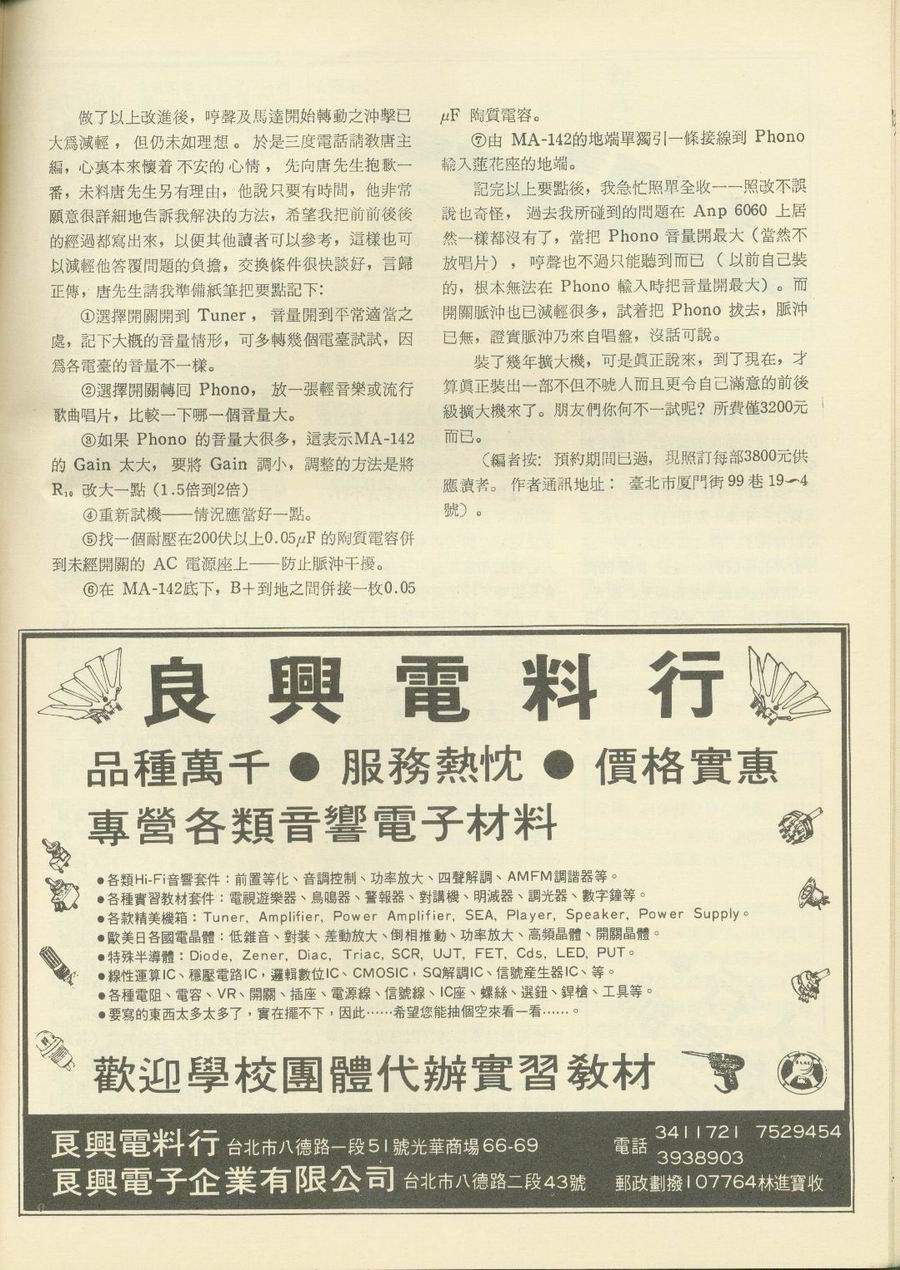 做了以上改進後，哼聲及馬達開始轉動之沖擊已
大爲減輕，但仍未如理想。於是三度電話請敎唐主
編，心裏本來懷着不安的心情，先向唐先生抱歉一
番，未料唐先生另有理由，他說只要有時間，他非常
願意很詳細地告訴我解決的方法，希望我把前前後後
的經過都寫出來，以便其他讀者可以參考，這樣也可
以減輕他答覆問題的負擔，交換條件很快談好，言歸
正傳，唐先生請我準備紙筆把要點記下：
①選擇開關開到 Tuner，音量開到平常適當之
處，記下大概的音量情形，可多轉幾個電臺試試，因
爲各電臺的音量不一樣。
②選擇開關轉回 Phono，放一張輕音樂或流行
歌曲唱片，比較一下哪一個音量大。
③如果 Phono 的音量大很多，這表示MA-142
的 Gain 太大，要將 Gain 調小，調整的方法是將
R₁₀ 改大一點（1.5倍到2倍）
④重新試機——情況應當好一點。
⑤找一個耐壓在200伏以上0.05μF 的陶質電容併
到未經開關的 AC 電源座上——防止脈沖干擾。
⑥在 MA-142底下，B＋到地之間併接一枚0.05
μF 陶質電容。
⑦由 MA-142的地端單獨引一條接線到 Phono
輸入蓮花座的地端。
記完以上要點後，我急忙照單全收——照改不誤
說也奇怪，過去我所碰到的問題在 Anp 6060 上居
然一樣都沒有了，當把 Phono 音量開最大（當然不
放唱片），哼聲也不過只能聽到而已（以前自己裝
的，根本無法在 Phono 輸入時把音量開最大）。而
開關脈沖也已減輕很多，試着把 Phono 拔去，脈沖
已無，證實脈沖乃來自唱盤，沒話可說。
裝了幾年擴大機，可是眞正說來，到了現在，才
算眞正裝出一部不但不唬人而且更令自己滿意的前後
級擴大機來了。朋友們你何不一試呢？所費僅3200元
而已。
（編者按：預約期間已過，現照訂每部3800元供
應讀者。作者通訊地址：臺北市厦門街99巷19－4
號）。
良興電料行
品種萬千●服務熱忱●價格實惠
專營各類音響電子材料
●各類Hi-Fi音響套件：前置等化、音調控制、功率放大、四聲解調、AMFM調諧器等。
●各種實習教材套件：電視遊樂器、鳥鳴器、警報器、對講機、明滅器、調光器、數字鐘等。
●各款精美機箱：Tuner, Amplifier, Power Amplifier, SEA, Player, Speaker, Power Supply。
●歐美日各國電晶體：低雜音、對裝、差動放大、倒相推動、功率放大、高頻晶體、開關晶體。
●特殊半導體：Diode, Zener, Diac, Triac, SCR, UJT, FET, Cds, LED, PUT。
●線性運算IC、穩壓電路IC，邏輯數位IC、CMOSIC，SQ解調IC、信號產生器IC、等。
●各種電阻、電容、VR、開關、插座、電源線、信號線、IC座、螺絲、選鈕、銲槍、工具等。
●要寫的東西太多太多了，實在擺不下，因此……希望您能抽個空來看一看……。
歡迎學校團體代辦實習教材
良興電料行 台北市八德路一段51號光華商場66-69
電話 3411721 7529454
3938903
良興電子企業有限公司 台北市八德路二段43號 郵政劃撥107764林進寶收